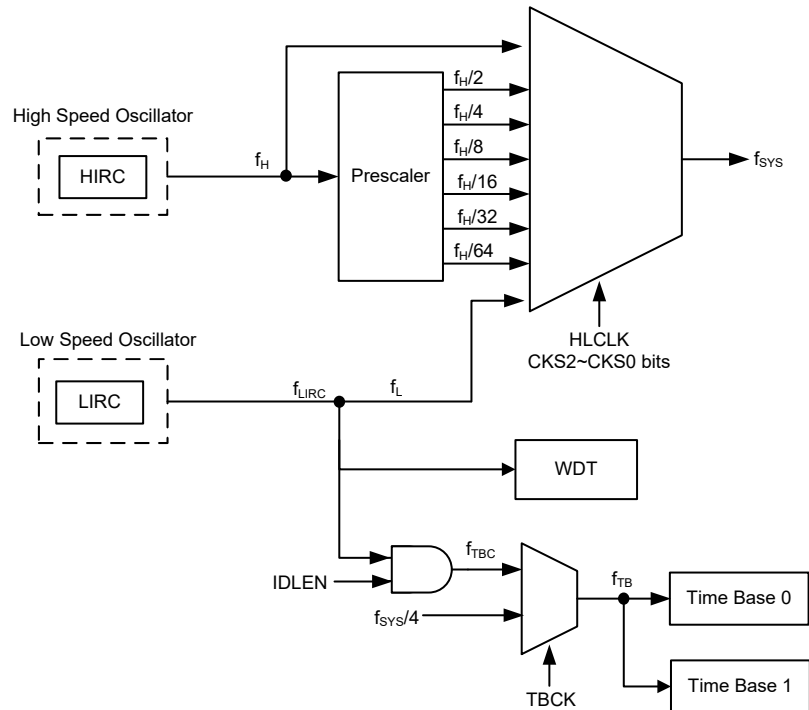 High Speed Oscillator
HIRC
fH
Prescaler
fH/2
fH/4
fH/8
fH/16
fH/32
fH/64
fSYS
HLCLK
CKS2~CKS0 bits
Low Speed Oscillator
LIRC
fLIRC
fL
WDT
IDLEN
fTBC
fSYS/4
TBCK
fTB
Time Base 0
Time Base 1